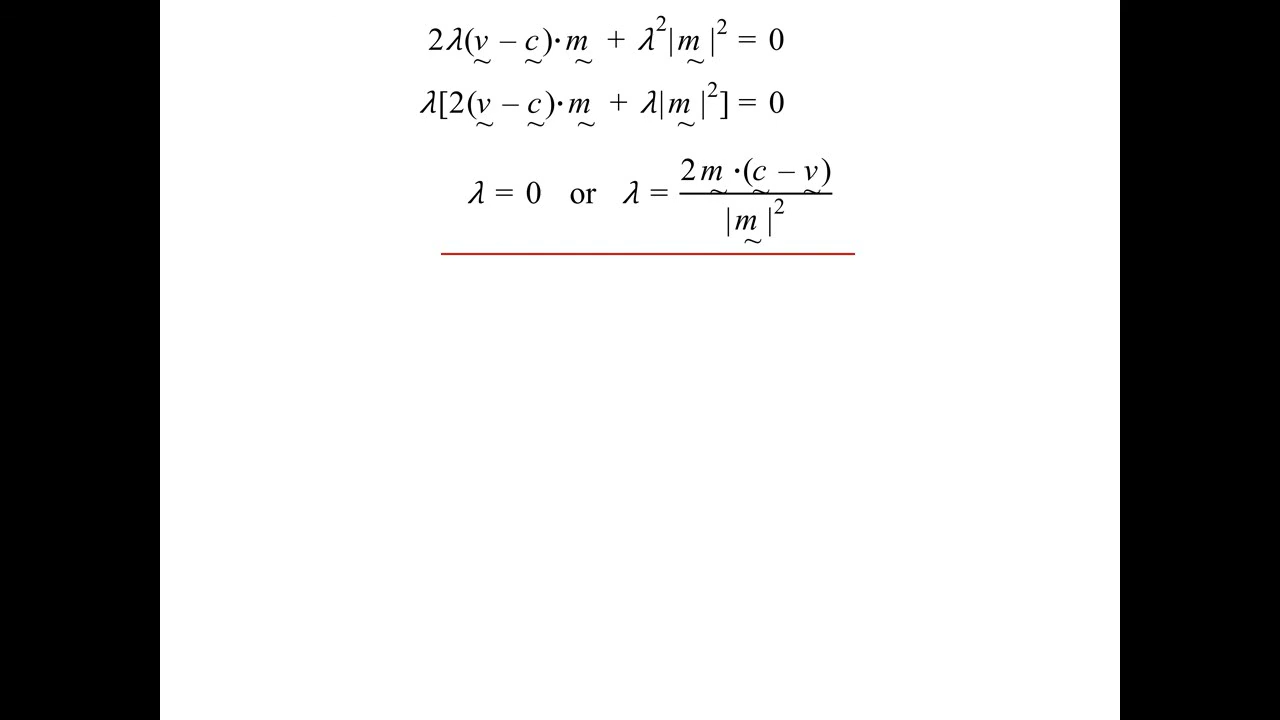 2λ(v − c)·m + λ²|m|² = 0
λ[2(v − c)·m + λ|m|²] = 0
λ = 0 or λ = 2m·(c − v) / |m|²